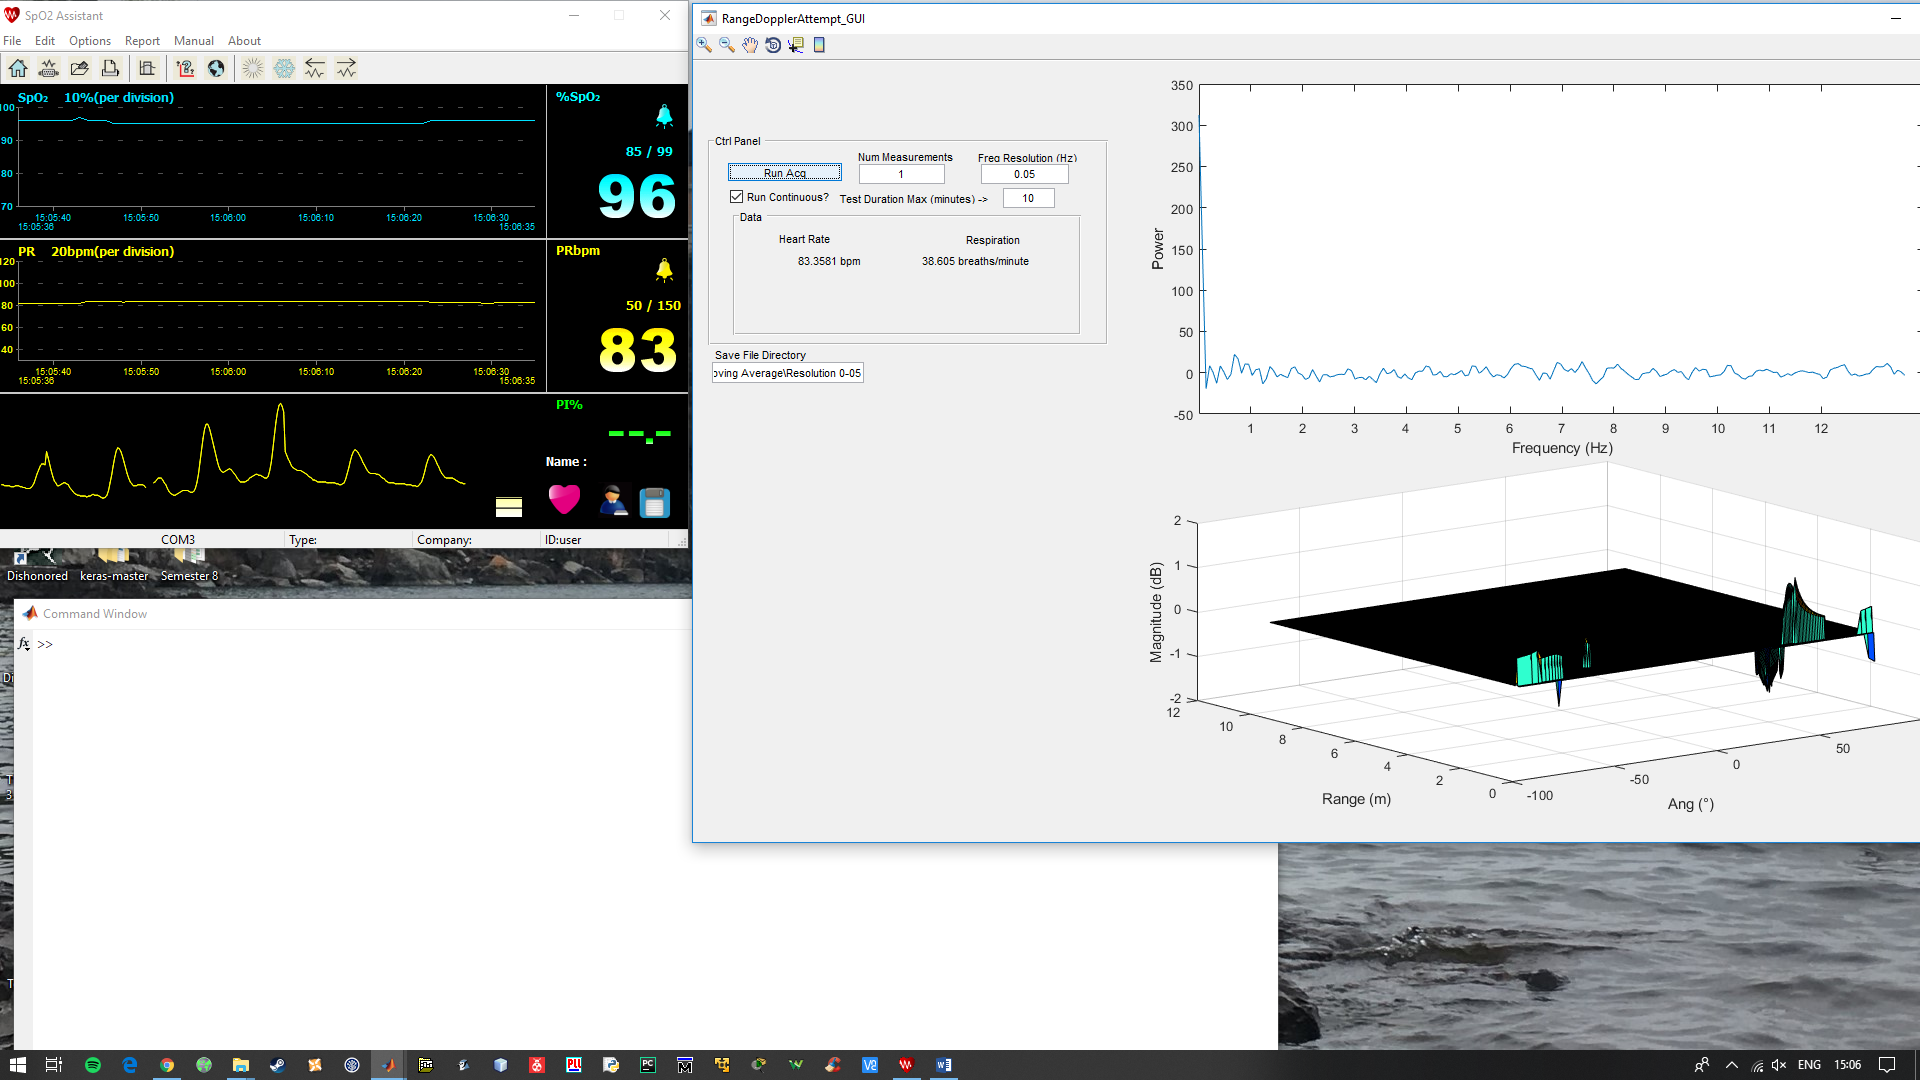 SpO2 Assistant
File Edit Options Report Manual About
SpO₂ 10%(per division)
100
90
80
70
15:05:40 15:05:50 15:06:00 15:06:10 15:06:20 15:06:30
15:05:36 15:06:35
%SpO₂
85 / 99
96
PR 20bpm(per division)
120
100
80
60
40
15:05:40 15:05:50 15:06:00 15:06:10 15:06:20 15:06:30
15:05:36 15:06:35
PRbpm
50 / 150
83
PI%
--.-
Name :
COM3 Type: Company: ID:user
Dishonored keras-master Semester 8
Command Window
fx >>
RangeDopplerAttempt_GUI
Ctrl Panel
Run Acq
Num Measurements
1
Freq Resolution (Hz)
0.05
Run Continuous?
Test Duration Max (minutes) ->
10
Data
Heart Rate Respiration
83.3581 bpm 38.605 breaths/minute
Save File Directory
oving Average\Resolution 0-05
350
300
250
200
150
100
50
0
-50
Power
1 2 3 4 5 6 7 8 9 10 11 12
Frequency (Hz)
2
1
0
-1
-2
Magnitude (dB)
12 10 8 6 4 2 0
Range (m)
-100 -50 0 50
Ang (°)
ENG 15:06